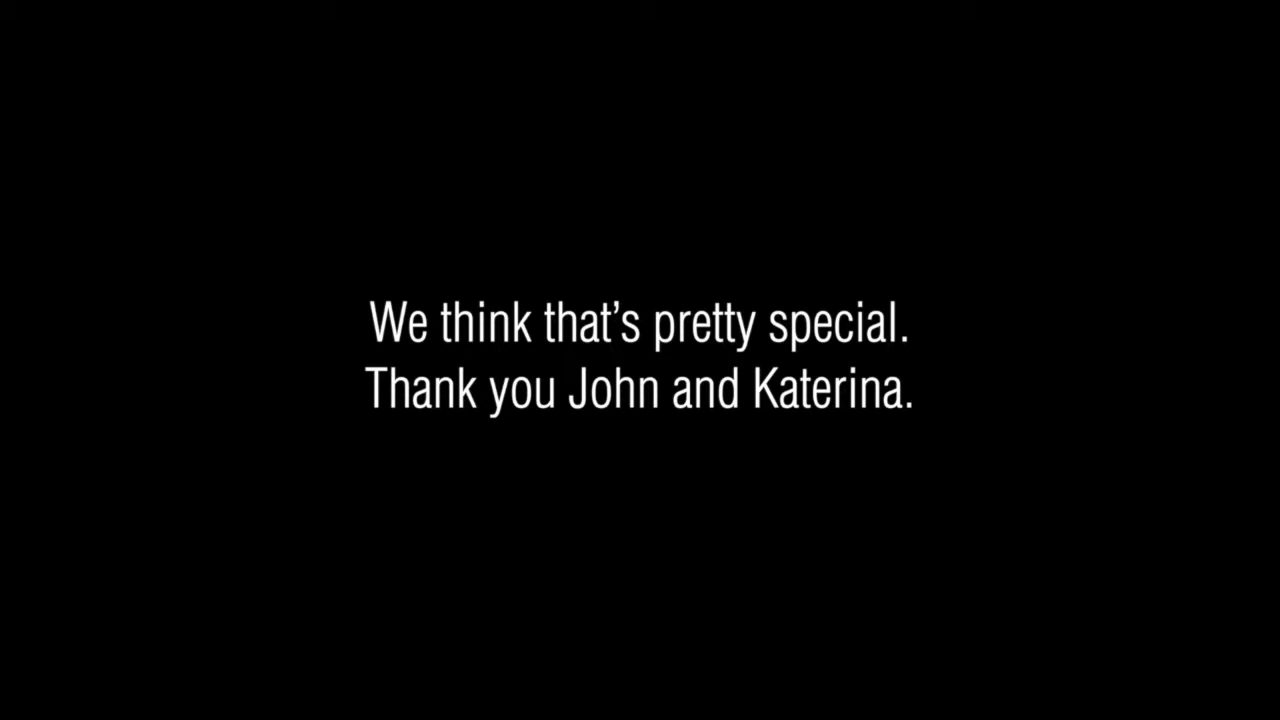 We think that’s pretty special.
Thank you John and Katerina.